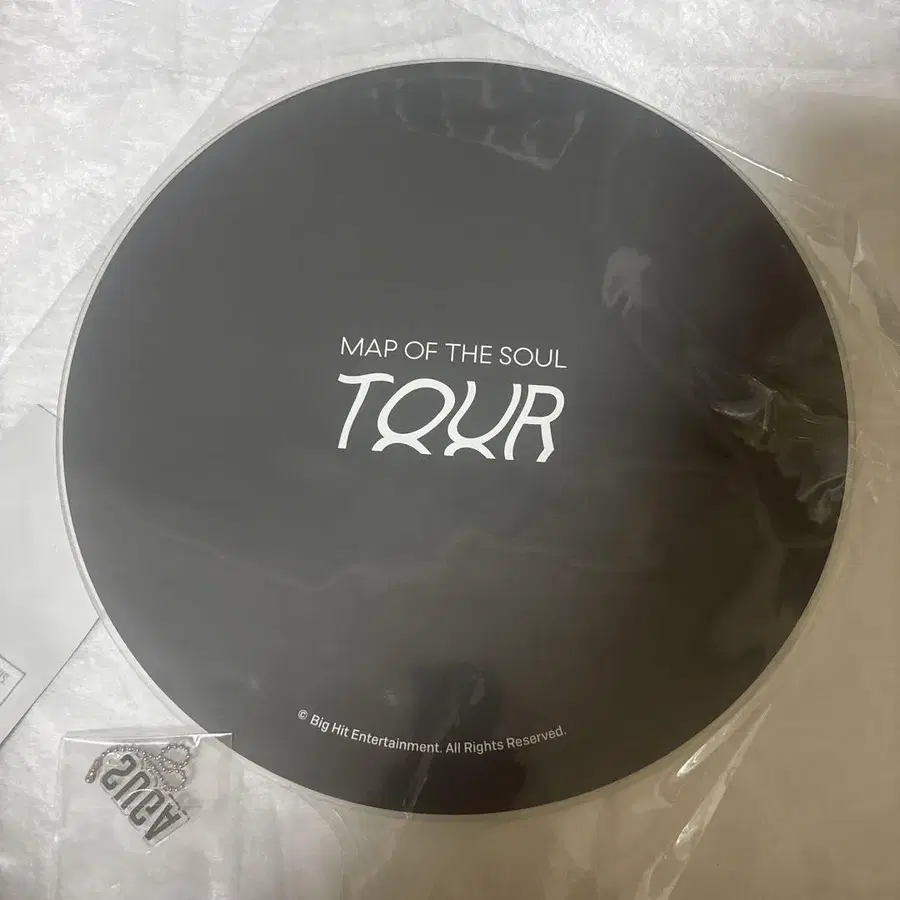 MAP OF THE SOUL
TOUR
© Big Hit Entertainment. All Rights Reserved.
SUGA